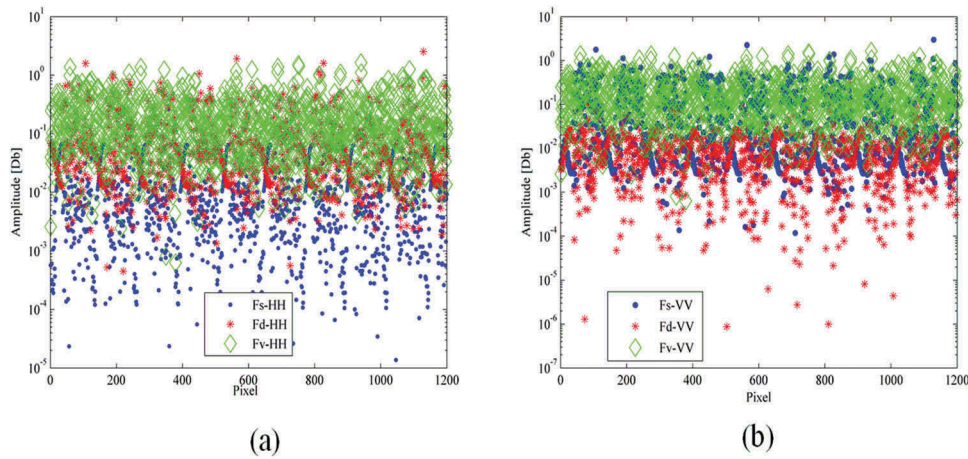 10^1
10^0
10^-1
10^-2
10^-3
10^-4
10^-5
Amplitude [Db]
0 200 400 600 800 1000 1200
Pixel
Fs-HH
Fd-HH
Fv-HH
(a)
10^1
10^0
10^-1
10^-2
10^-3
10^-4
10^-5
10^-6
10^-7
Amplitude [Db]
0 200 400 600 800 1000 1200
Pixel
Fs-VV
Fd-VV
Fv-VV
(b)